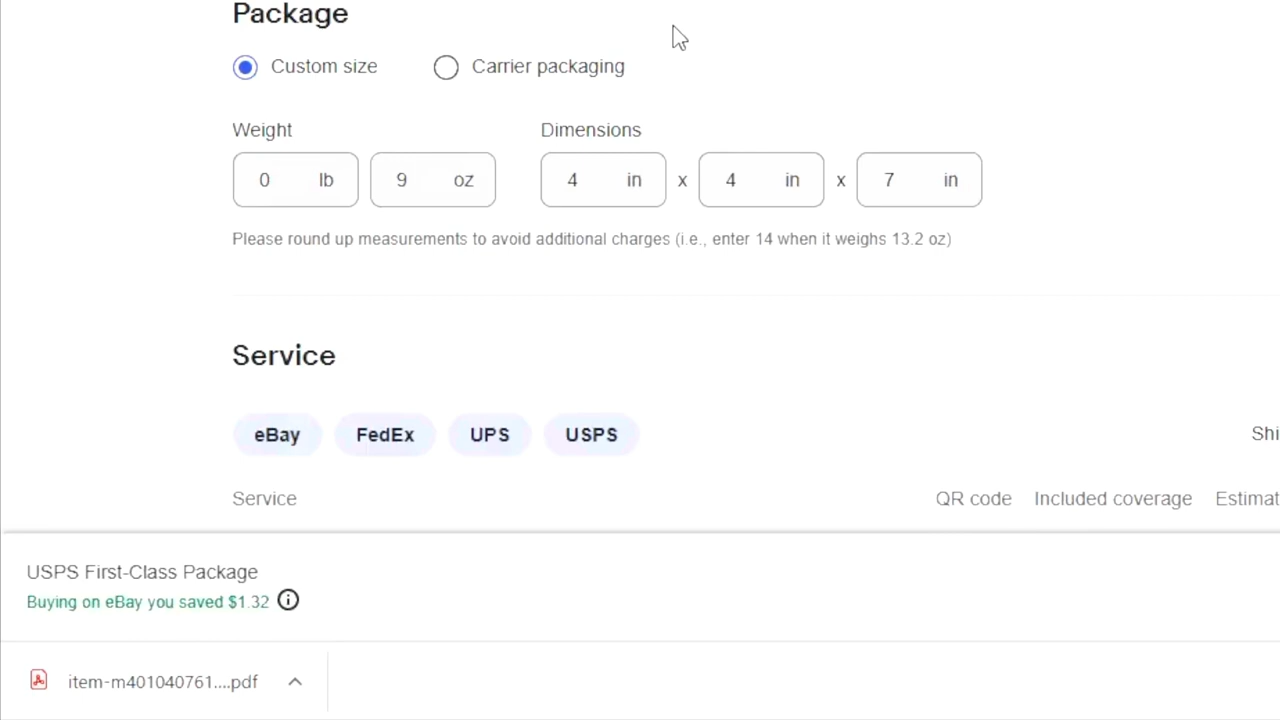 Package
Custom size Carrier packaging
Weight Dimensions
0 lb 9 oz 4 in x 4 in x 7 in
Please round up measurements to avoid additional charges (i.e., enter 14 when it weighs 13.2 oz)
Service
eBay FedEx UPS USPS Shi
Service QR code Included coverage Estimat
USPS First-Class Package
Buying on eBay you saved $1.32
item-m401040761....pdf